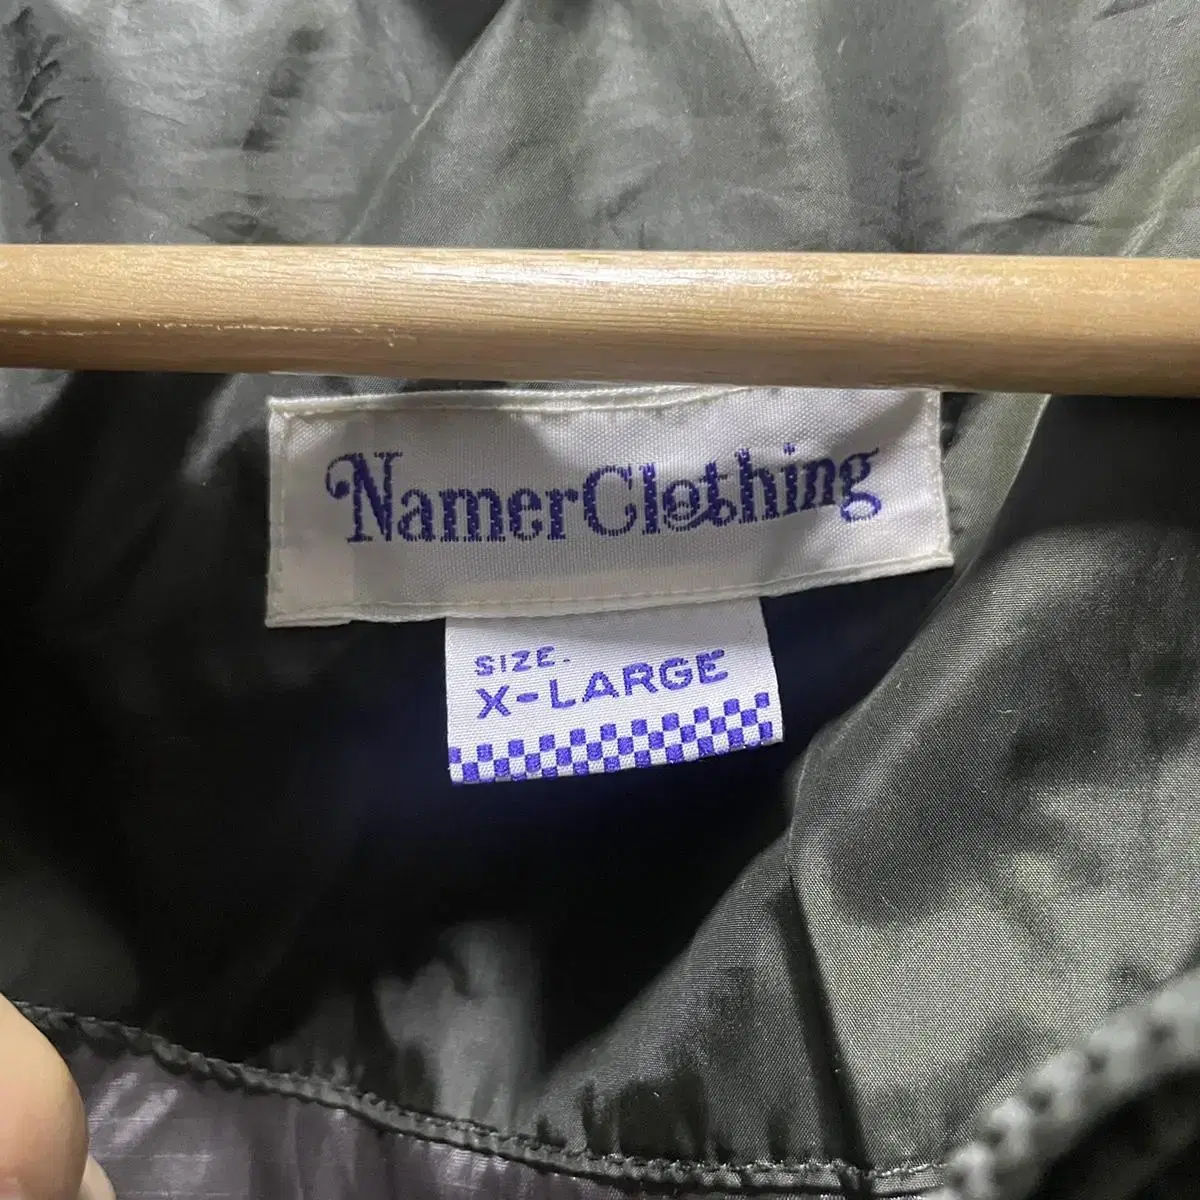 NamerClothing
SIZE.
X-LARGE